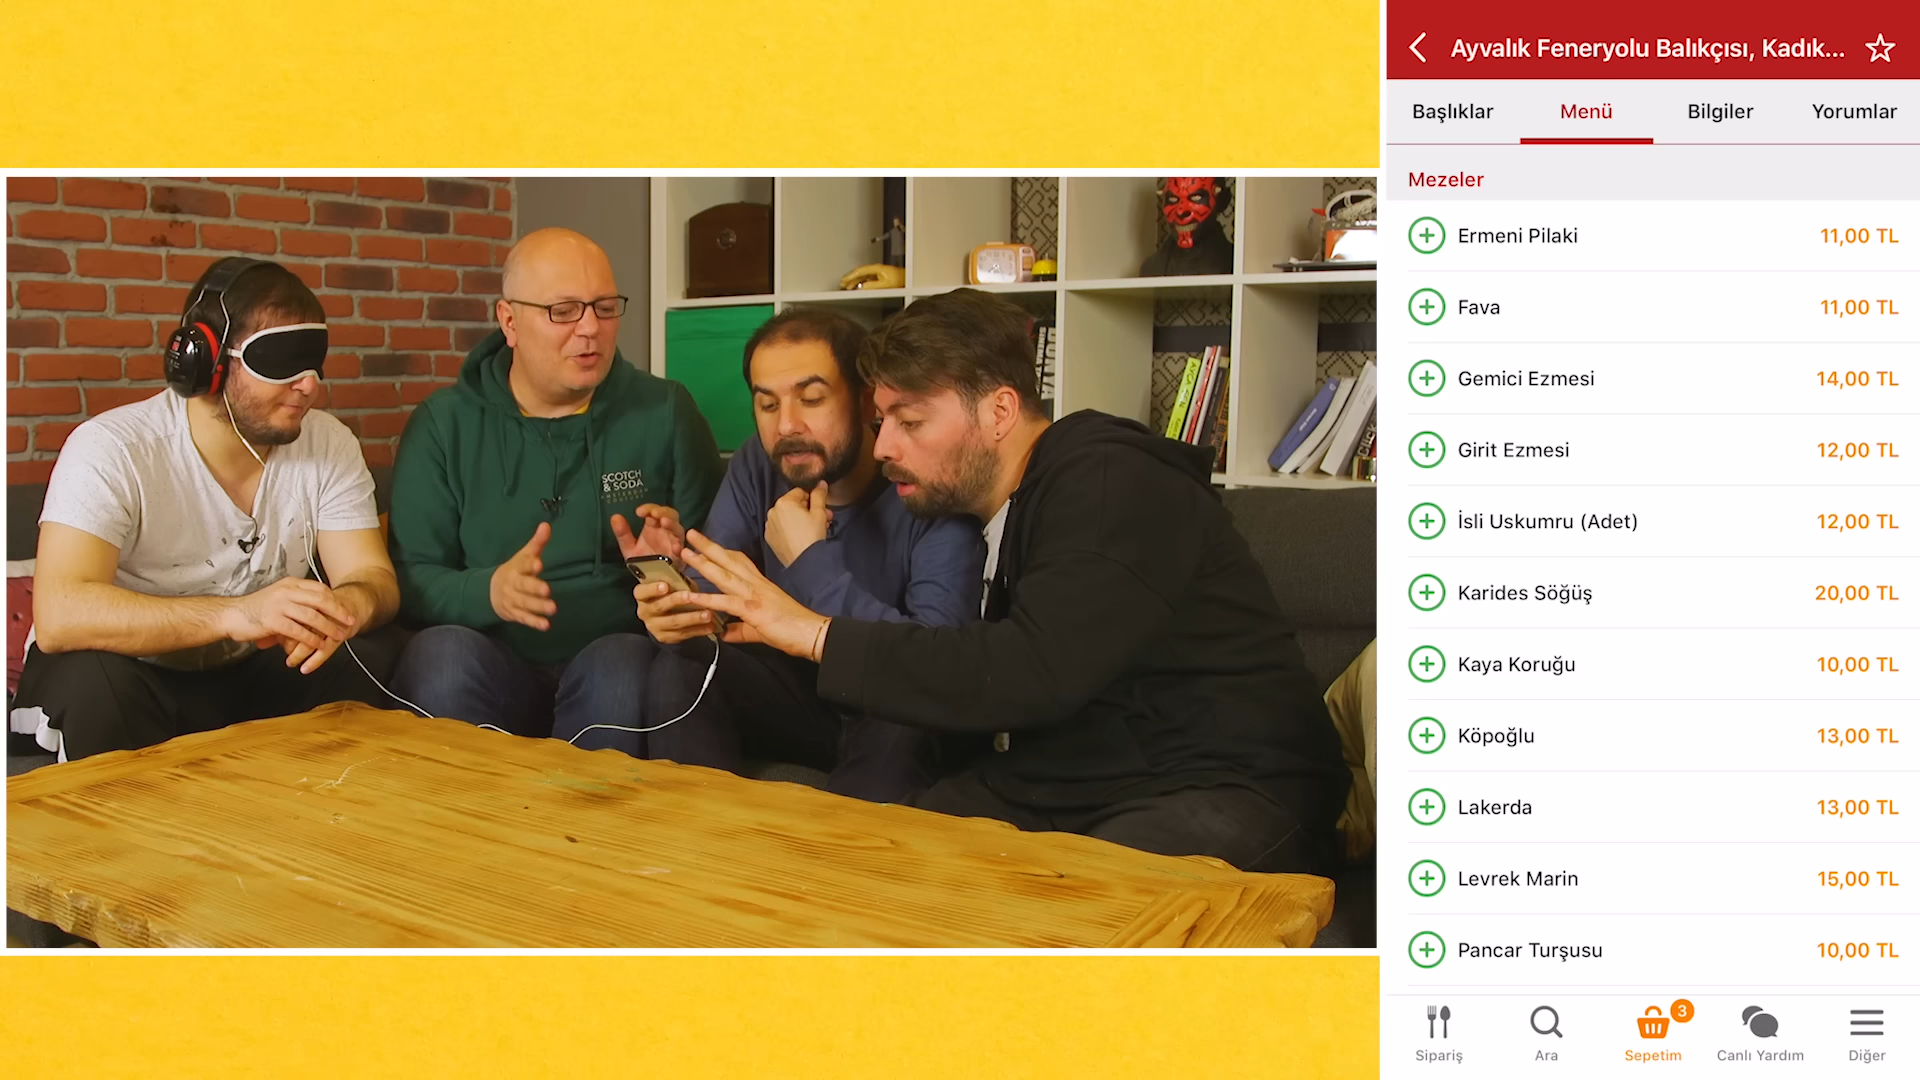 SCOTCH
& SODA
Ayvalık Feneryolu Balıkçısı, Kadık...
Başlıklar
Menü
Bilgiler
Yorumlar
Mezeler
Ermeni Pilaki 11,00 TL
Fava 11,00 TL
Gemici Ezmesi 14,00 TL
Girit Ezmesi 12,00 TL
İsli Uskumru (Adet) 12,00 TL
Karides Söğüş 20,00 TL
Kaya Koruğu 10,00 TL
Köpoğlu 13,00 TL
Lakerda 13,00 TL
Levrek Marin 15,00 TL
Pancar Turşusu 10,00 TL
3
Sipariş
Ara
Sepetim
Canlı Yardım
Diğer